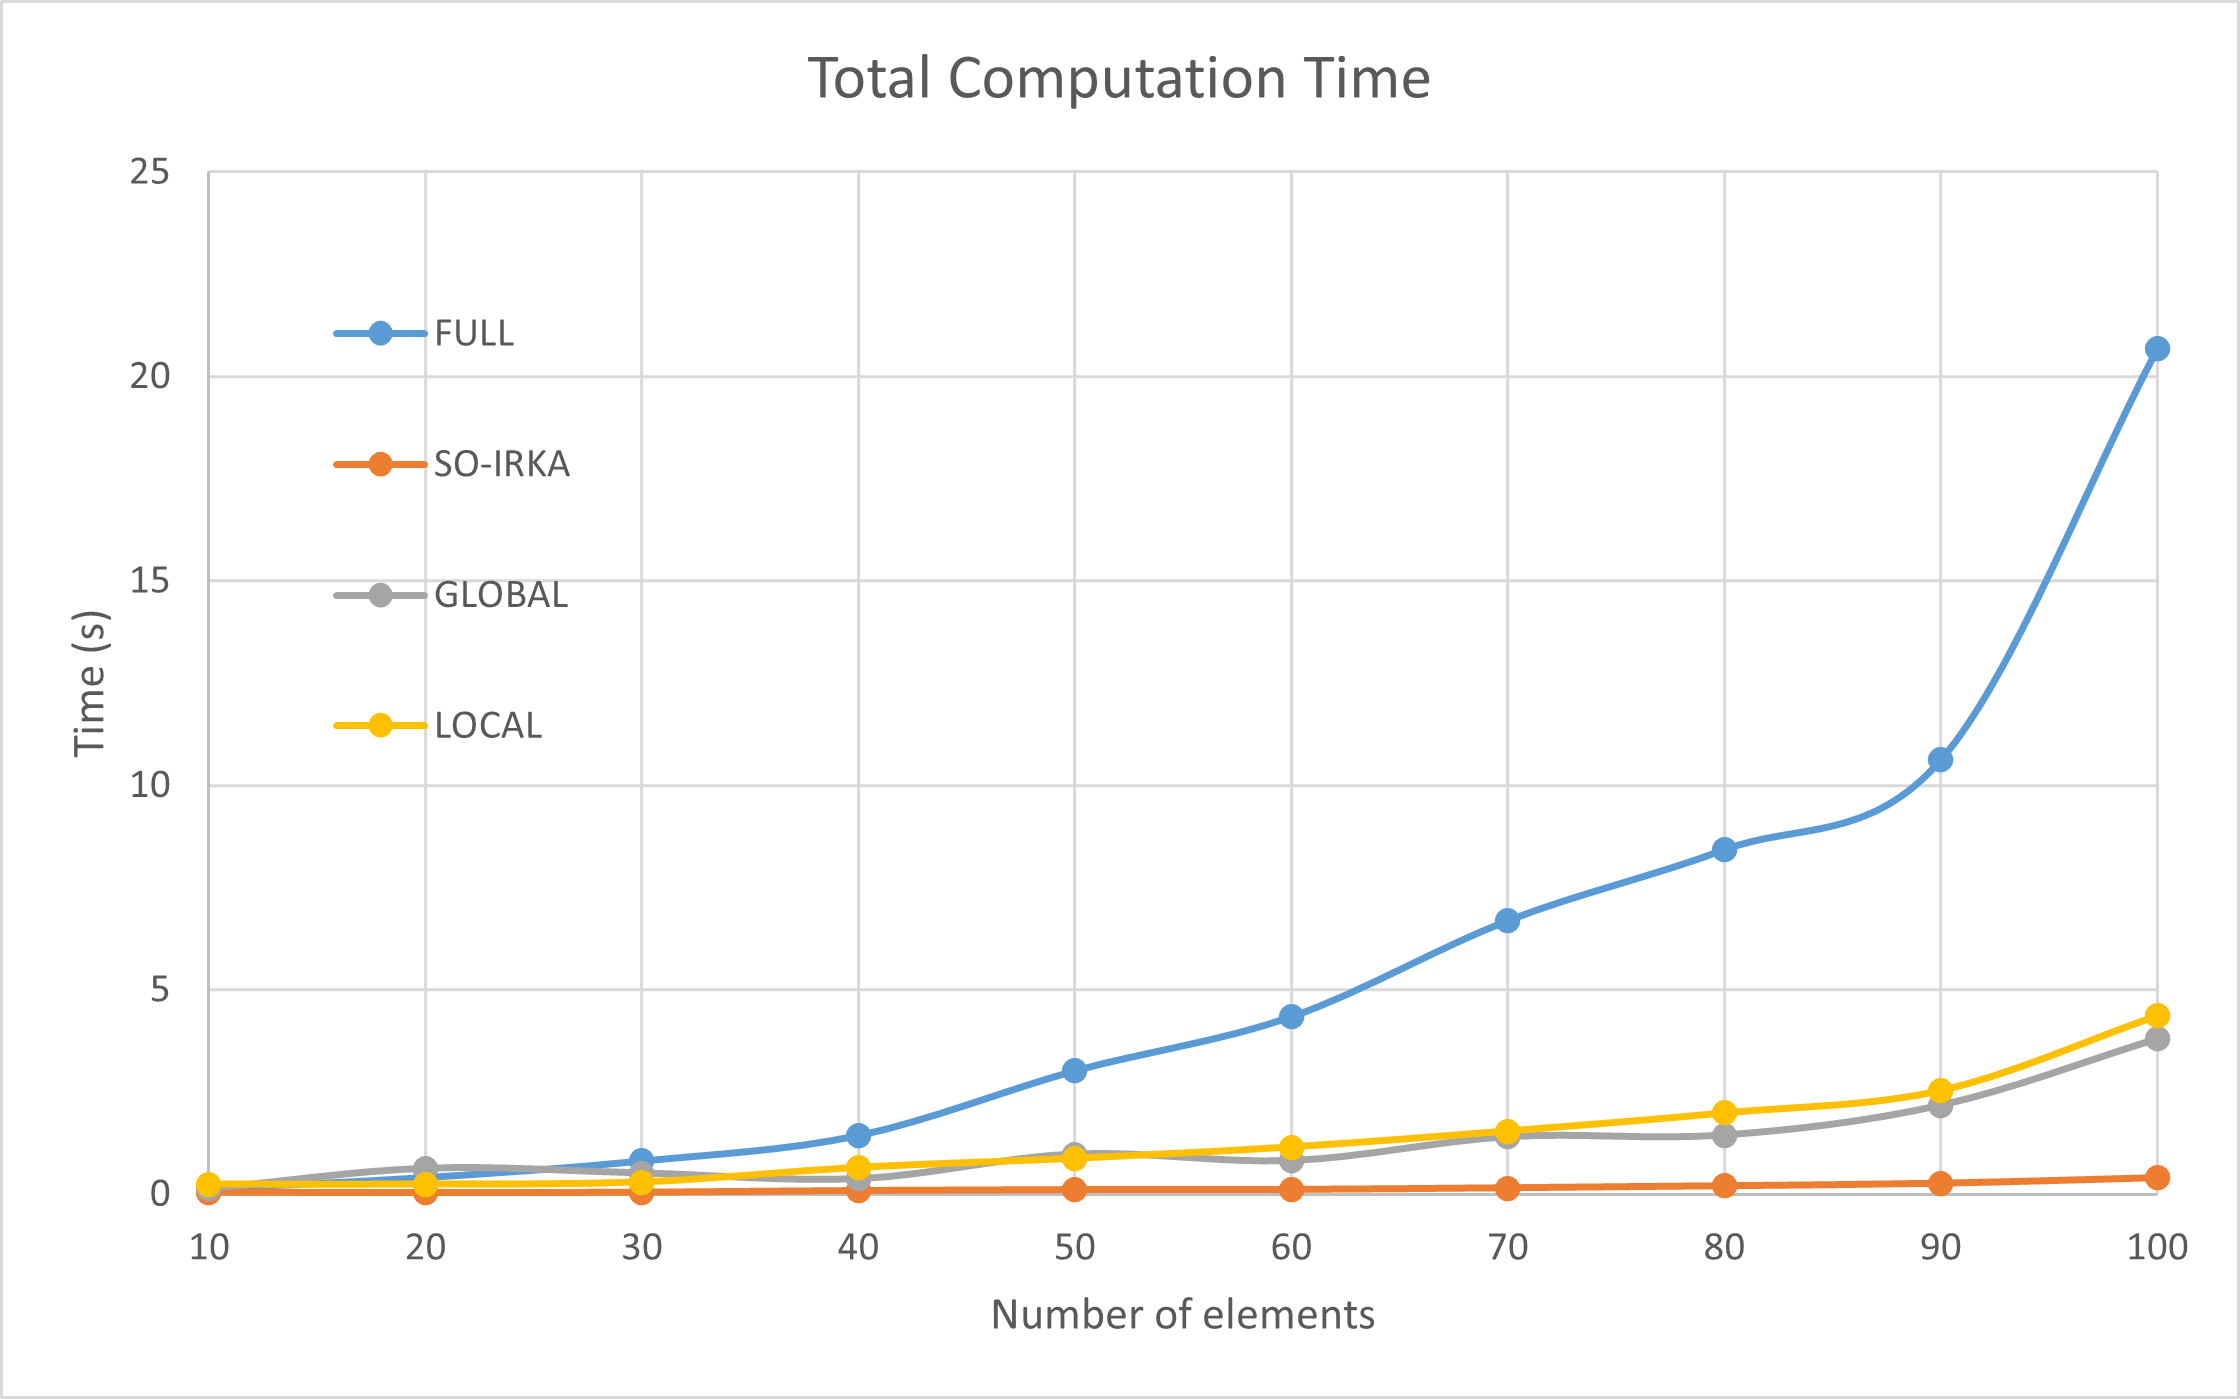 Total Computation Time
25
20
15
10
5
0
Time (s)
FULL
SO-IRKA
GLOBAL
LOCAL
10 20 30 40 50 60 70 80 90 100
Number of elements